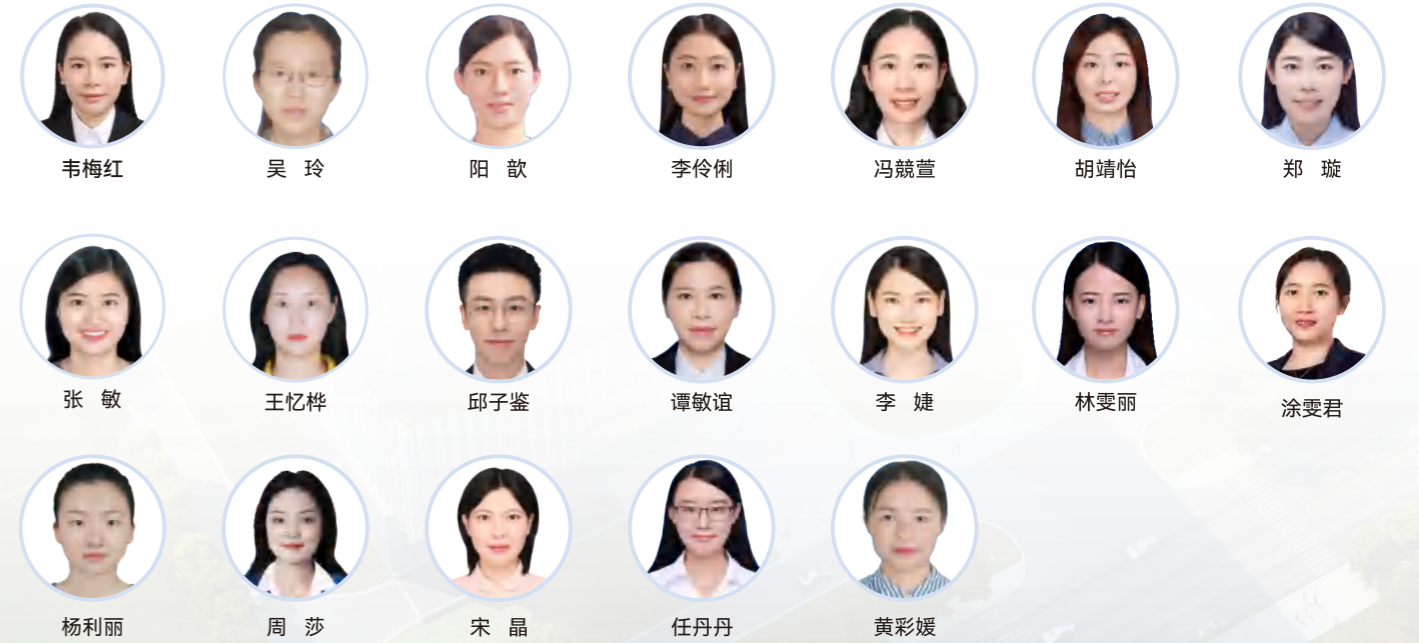 韦梅红 吴 玲 阳 歆 李伶俐 冯競萱 胡靖怡 郑 璇
张 敏 王忆桦 邱子鉴 谭敏谊 李 婕 林雯丽 涂雯君
杨利丽 周 莎 宋 晶 任丹丹 黄彩媛